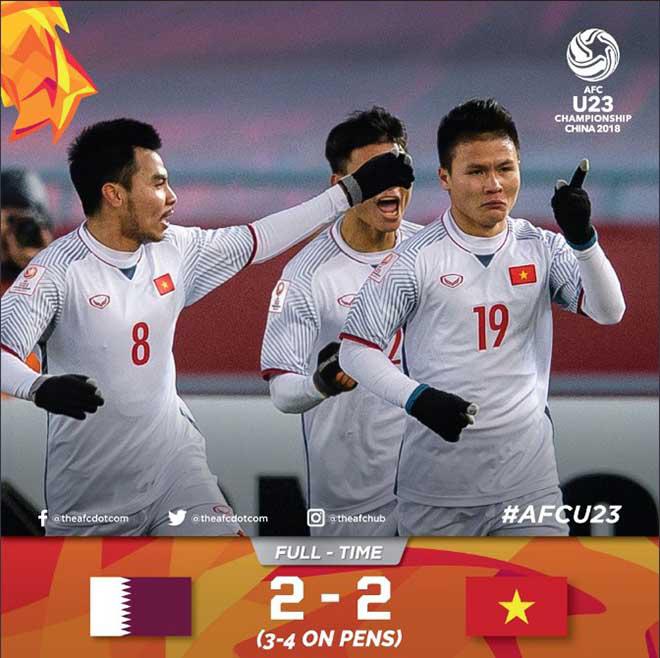 AFC
U23
CHAMPIONSHIP
CHINA 2018
8
19
@theafcdotcom
@theafcdotcom
@theafchub
#AFCU23
FULL - TIME
2 - 2
(3-4 ON PENS)